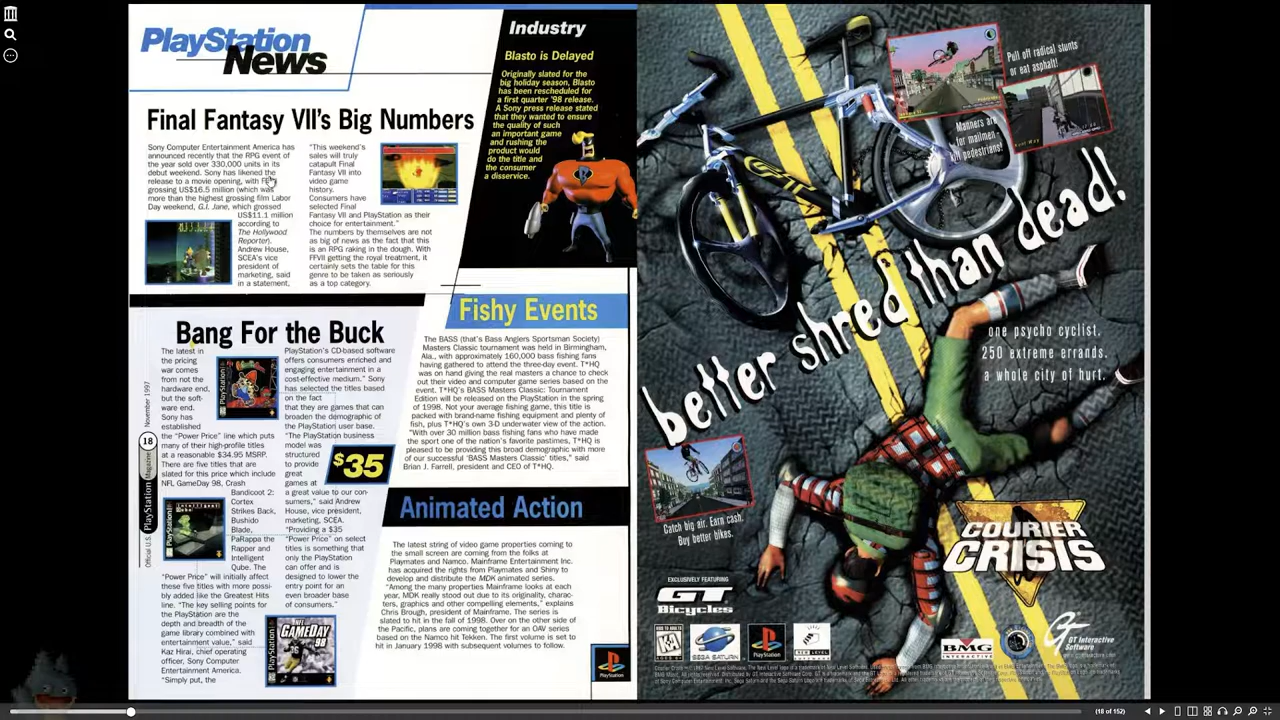 PlayStation
News
Final Fantasy VII's Big Numbers
Sony Computer Entertainment America has
announced recently that the RPG event of
the year sold over 330,000 units in its
debut weekend. Sony has likened the
release to a movie opening, with
grossing US$16.5 million (which was
more than the highest grossing film Labor
Day weekend, G.I. Jane, which grossed
US$11.1 million
according to
The Hollywood
Reporter).
Andrew House,
SCEA's vice
president of
marketing, said
in a statement,
"This weekend's
sales will truly
catapult Final
Fantasy VII into
video game
history.
Consumers have
selected Final
Fantasy VII and PlayStation as their
choice for entertainment."
The numbers by themselves are not
as big of news as the fact that this
is an RPG raking in the dough. With
FFVII getting the royal treatment, it
certainly sets the table for this
genre to be taken as seriously
as a top category.
Industry
Blasto is Delayed
Originally slated for the
big holiday season, Blasto
has been rescheduled for
a first quarter '98 release.
A Sony press release stated
that they wanted to ensure
the quality of such
an important game
and rushing the
product would
do the title and
the consumer
a disservice.
Bang For the Buck
The latest in
the pricing
war comes
from not the
hardware end,
but the soft-
ware end.
Sony has
established
the "Power Price" line which puts
many of their high-profile titles
at a reasonable $34.95 MSRP.
There are five titles that are
slated for this price which include
NFL GameDay 98, Crash
Bandicoot 2:
Cortex
Strikes Back,
Bushido
Blade,
PaRappa the
Rapper and
Intelligent
Qube. The
"Power Price" will initially affect
these five titles with more possi-
bly added like the Greatest Hits
line. "The key selling points for
the PlayStation are the
depth and breadth of the
game library combined with
entertainment value," said
Kaz Hirai, chief operating
officer, Sony Computer
Entertainment America.
"Simply put, the
PlayStation's CD-based software
offers consumers enriched and
engaging entertainment in a
cost-effective medium." Sony
has selected the titles based
on the fact
that they are games that can
broaden the demographic of
the PlayStation user base.
"The PlayStation business
model was
structured
to provide
great
games at
a great value to our con-
sumers," said Andrew
House, vice president,
marketing, SCEA.
"Providing a $35
"Power Price" on select
titles is something that
only the PlayStation
can offer and is
designed to lower the
entry point for an
even broader base
of consumers."
$35
NFL
GAMEDAY
98
Fishy Events
The BASS (that's Bass Anglers Sportsman Society)
Masters Classic tournament was held in Birmingham,
Ala., with approximately 160,000 bass fishing fans
having gathered to attend the three-day event. T*HQ
was on hand giving the real masters a chance to check
out their video and computer game series based on the
event. T*HQ's BASS Masters Classic: Tournament
Edition will be released on the PlayStation in the spring
of 1998. Not your average fishing game, this title is
packed with brand-name fishing equipment and plenty of
fish, plus T*HQ's own 3-D underwater view of the action.
"With over 30 million bass fishing fans who have made
the sport one of the nation's favorite pastimes, T*HQ is
pleased to be providing this broad demographic with more
of our successful 'BASS Masters Classic' titles," said
Brian J. Farrell, president and CEO of T*HQ.
Animated Action
The latest string of video game properties coming to
the small screen are coming from the folks at
Playmates and Namco. Mainframe Entertainment Inc.
has acquired the rights from Playmates and Shiny to
develop and distribute the MDK animated series.
"Among the many properties Mainframe looks at each
year, MDK really stood out due to its originality, charac-
ters, graphics and other compelling elements," explains
Chris Brough, president of Mainframe. The series is
slated to hit in the fall of 1998. Over on the other side of
the Pacific, plans are coming together for an OAV series
based on the Namco hit Tekken. The first volume is set to
hit in January 1998 with subsequent volumes to follow.
PlayStation
November 1997
18
Official U.S. PlayStation Magazine
Pull off radical stunts
or eat asphalt!
Manners are
for mailmen-
kill pedestrians!
better shred than dead!
one psycho cyclist.
250 extreme errands.
a whole city of hurt.
Catch big air. Earn cash.
Buy better bikes.
COURIER
CRISIS
EXCLUSIVELY FEATURING
GT
Bicycles
SEGA SATURN
PlayStation
BMG
INTERACTIVE
GT Interactive
Software
(18 of 152)